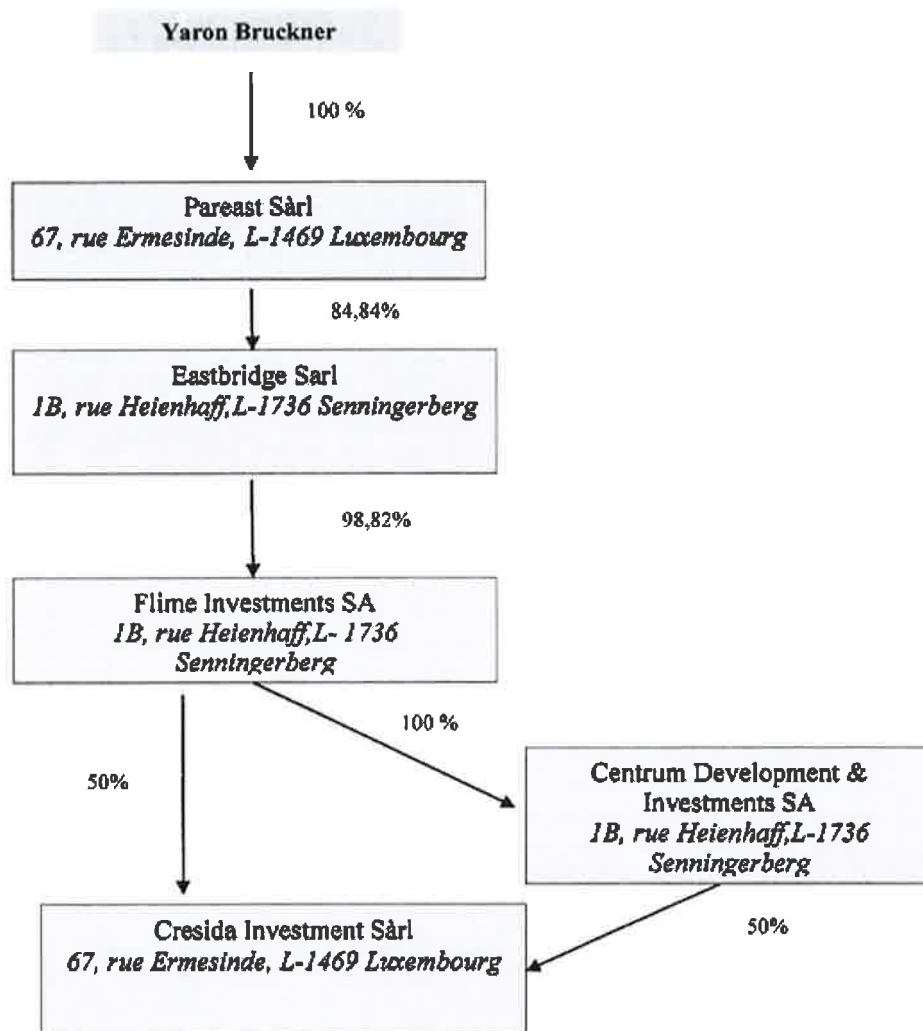 Yaron Bruckner
100 %
Pareast Sàrl
67, rue Ermesinde, L-1469 Luxembourg
84,84%
Eastbridge Sarl
1B, rue Heienhaff,L-1736 Senningerberg
98,82%
Flime Investments SA
1B, rue Heienhaff,L- 1736
Senningerberg
100 %
50%
Centrum Development &
Investments SA
1B, rue Heienhaff,L-1736
Senningerberg
50%
Cresida Investment Sàrl
67, rue Ermesinde, L-1469 Luxembourg